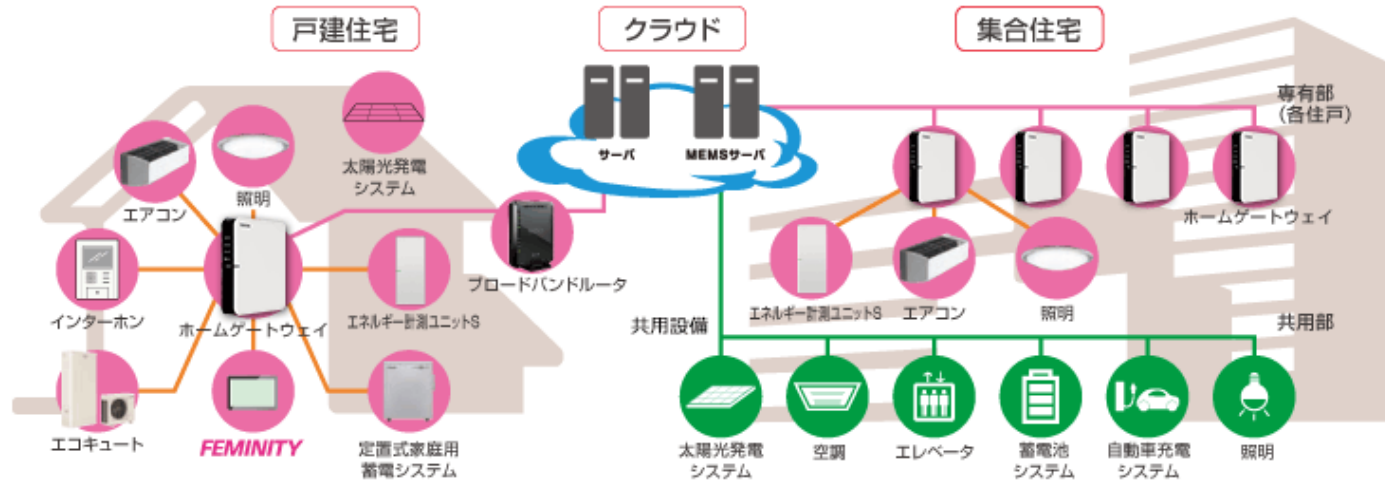 戸建住宅
クラウド
集合住宅
サーバ
MEMSサーバ
専有部
（各住戸）
太陽光発電
システム
エアコン
照明
インターホン
ホームゲートウェイ
エネルギー計測ユニットS
ブロードバンドルータ
エコキュート
FEMINITY
定置式家庭用
蓄電システム
ホームゲートウェイ
エネルギー計測ユニットS
エアコン
照明
共用設備
共用部
太陽光発電
システム
空調
エレベータ
蓄電池
システム
自動車充電
システム
照明